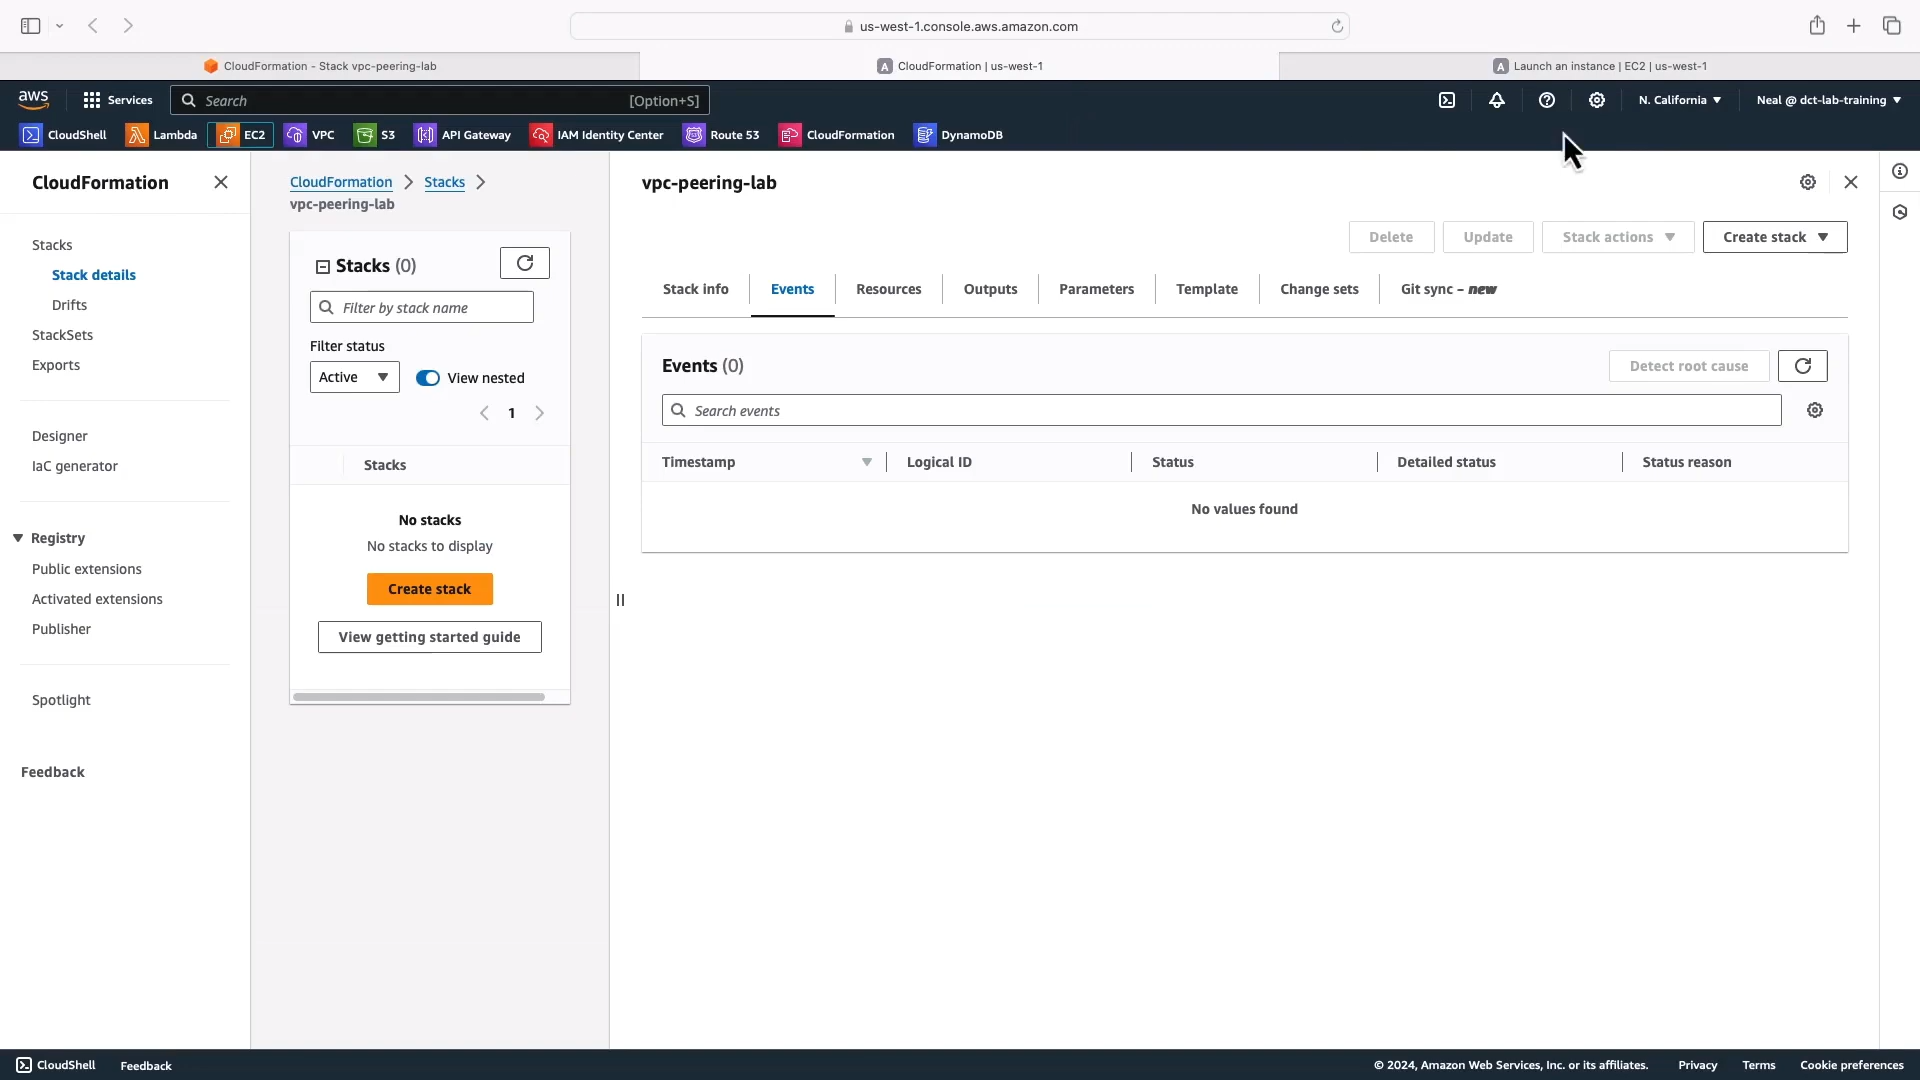 us-west-1.console.aws.amazon.com
CloudFormation - Stack vpc-peering-lab
A CloudFormation | us-west-1
A Launch an instance | EC2 | us-west-1
aws Services Search [Option+S] N. California Neal @ dct-lab-training
CloudShell Lambda EC2 VPC S3 API Gateway IAM Identity Center Route 53 CloudFormation DynamoDB
CloudFormation
Stacks
Stack details
Drifts
StackSets
Exports
Designer
IaC generator
Registry
Public extensions
Activated extensions
Publisher
Spotlight
Feedback
CloudFormation Stacks
vpc-peering-lab
Stacks (0)
Filter by stack name
Filter status
Active View nested
1
Stacks
No stacks
No stacks to display
Create stack
View getting started guide
vpc-peering-lab
Delete Update Stack actions Create stack
Stack info Events Resources Outputs Parameters Template Change sets Git sync – new
Events (0) Detect root cause
Search events
Timestamp Logical ID Status Detailed status Status reason
No values found
CloudShell Feedback © 2024, Amazon Web Services, Inc. or its affiliates. Privacy Terms Cookie preferences